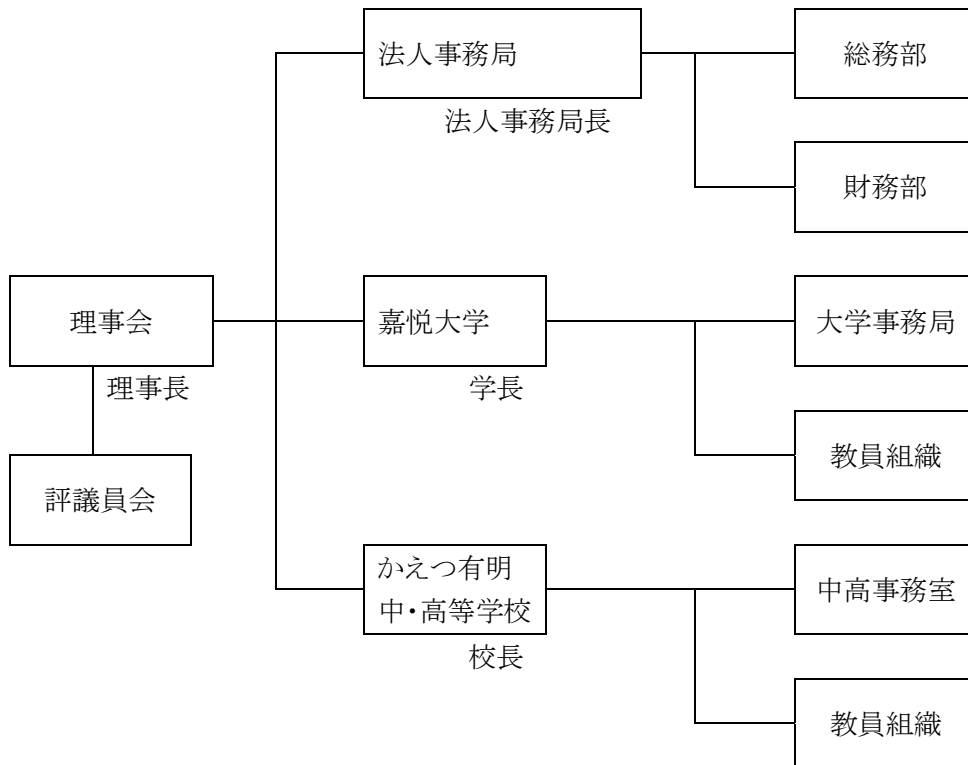 法人事務局
総務部
法人事務局長
財務部
理事会
嘉悦大学
大学事務局
理事長
学長
教員組織
評議員会
かえつ有明
中・高等学校
中高事務室
校長
教員組織